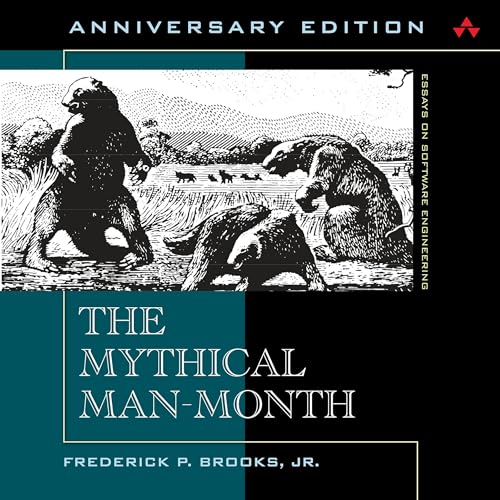 ANNIVERSARY EDITION
ESSAYS ON SOFTWARE ENGINEERING
THE
MYTHICAL
MAN-MONTH
FREDERICK P. BROOKS, JR.